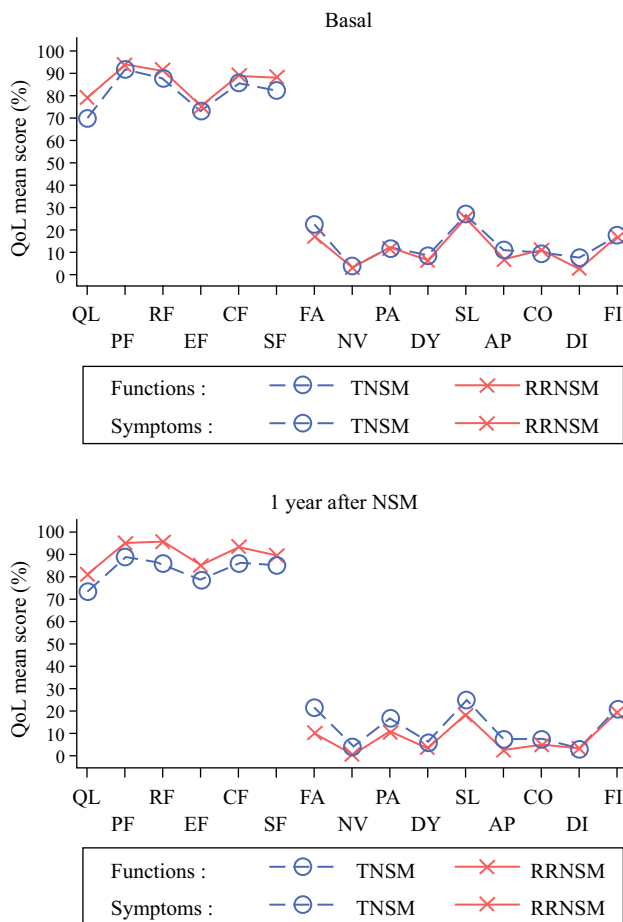 Basal
QoL mean score (%)
100
90
80
70
60
50
40
30
20
10
0
QL RF CF FA PA SL CO FI
PF EF SF NV DY AP DI
Functions : TNSM RRNSM
Symptoms : TNSM RRNSM
1 year after NSM
QoL mean score (%)
100
90
80
70
60
50
40
30
20
10
0
QL RF CF FA PA SL CO FI
PF EF SF NV DY AP DI
Functions : TNSM RRNSM
Symptoms : TNSM RRNSM